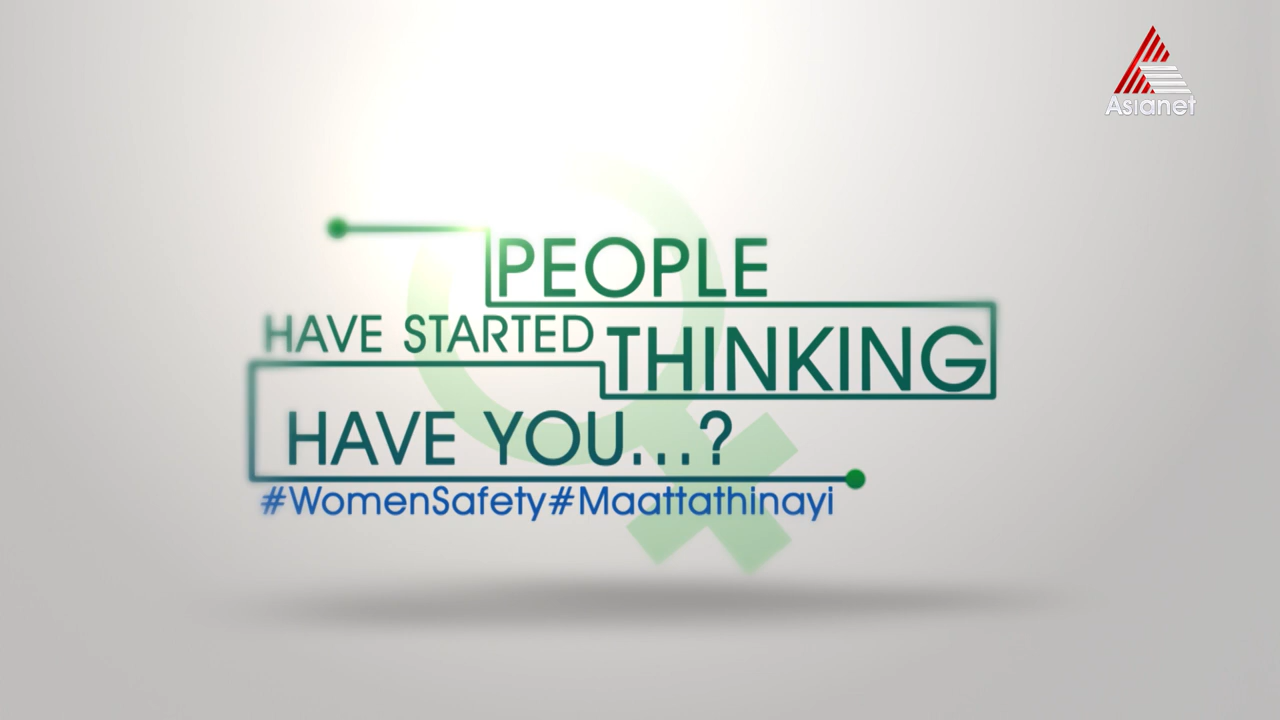 Asianet
PEOPLE
HAVE STARTED THINKING
HAVE YOU...?
#WomenSafety#Maattathinayi